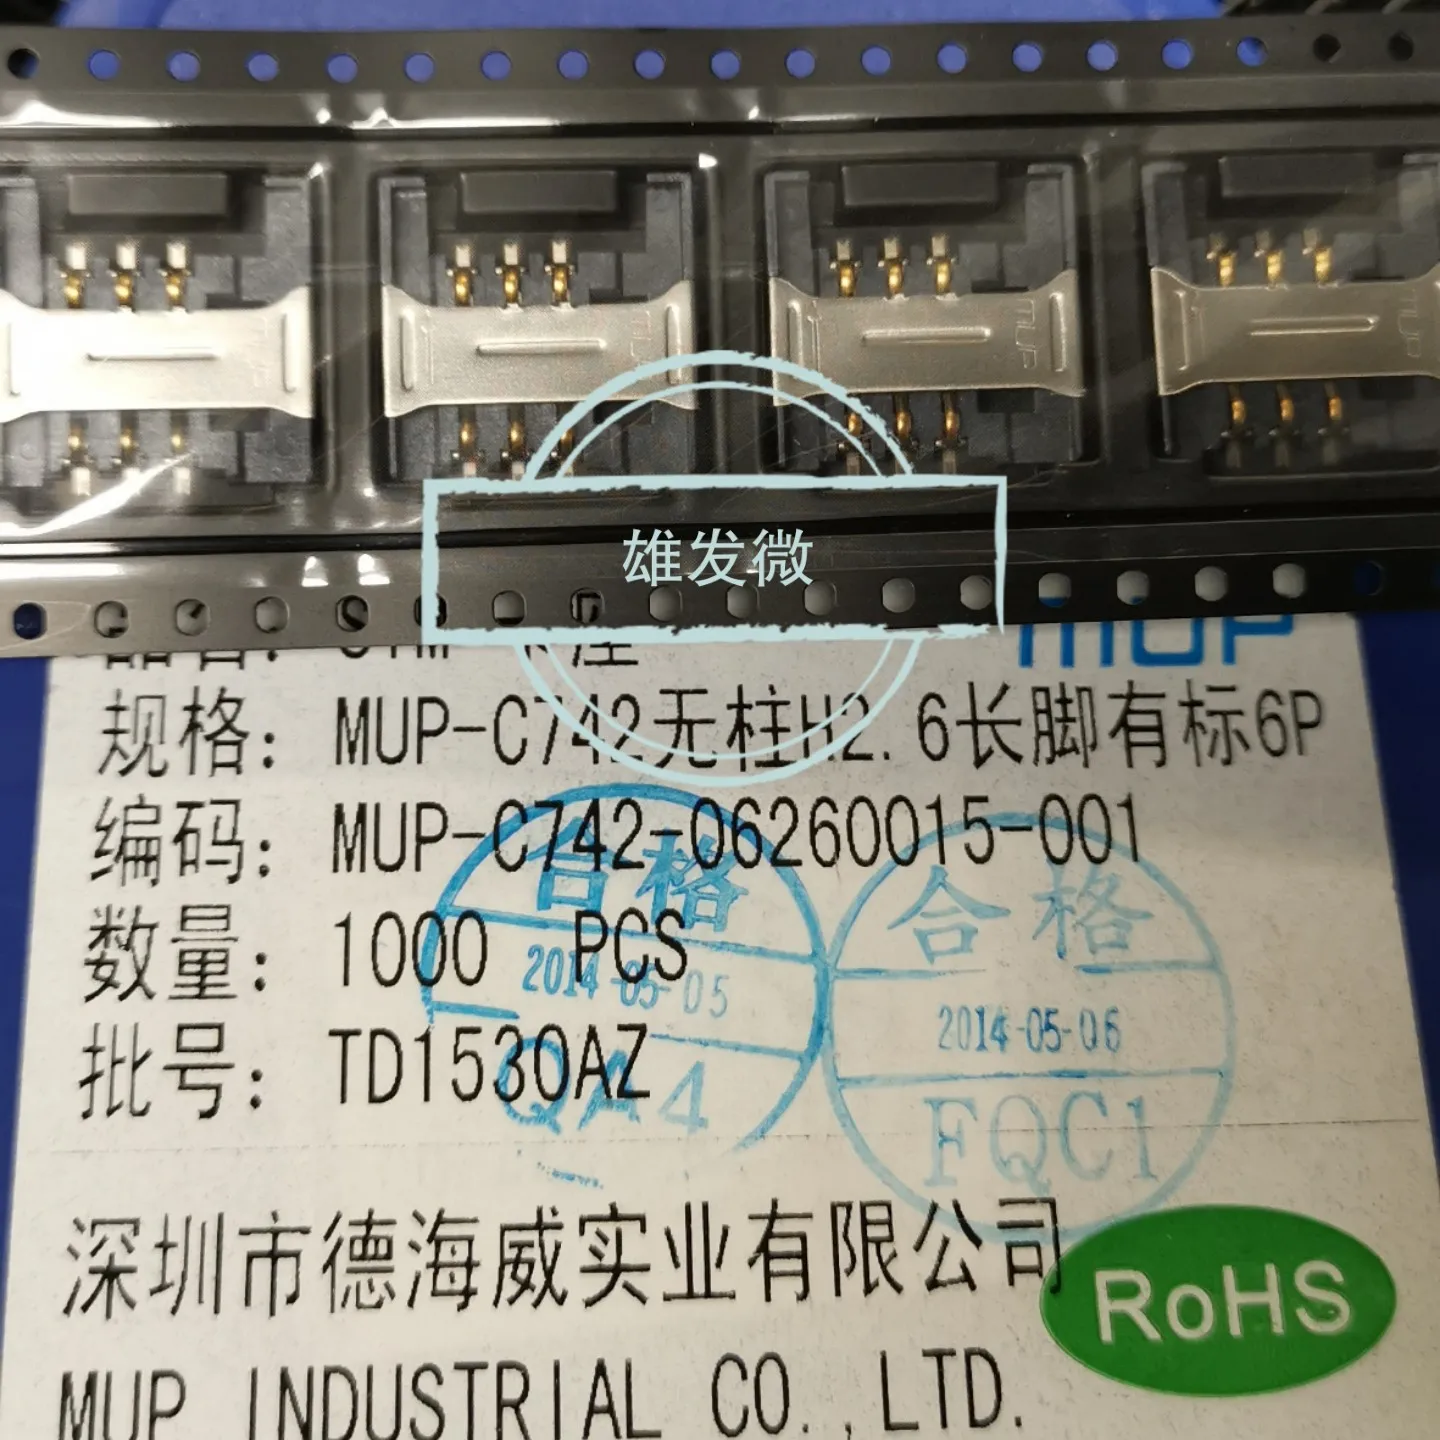 雄发微
MUP
规格: MUP-C742无柱H2.6长脚有标6P
编码: MUP-C742-06260015-001
数量: 1000 PCS
批号: TD1530AZ
合格
2014-05-05
QA4
合格
2014-05-06
FQC1
深圳市德海威实业有限公司
RoHS
MUP INDUSTRIAL CO.,LTD.